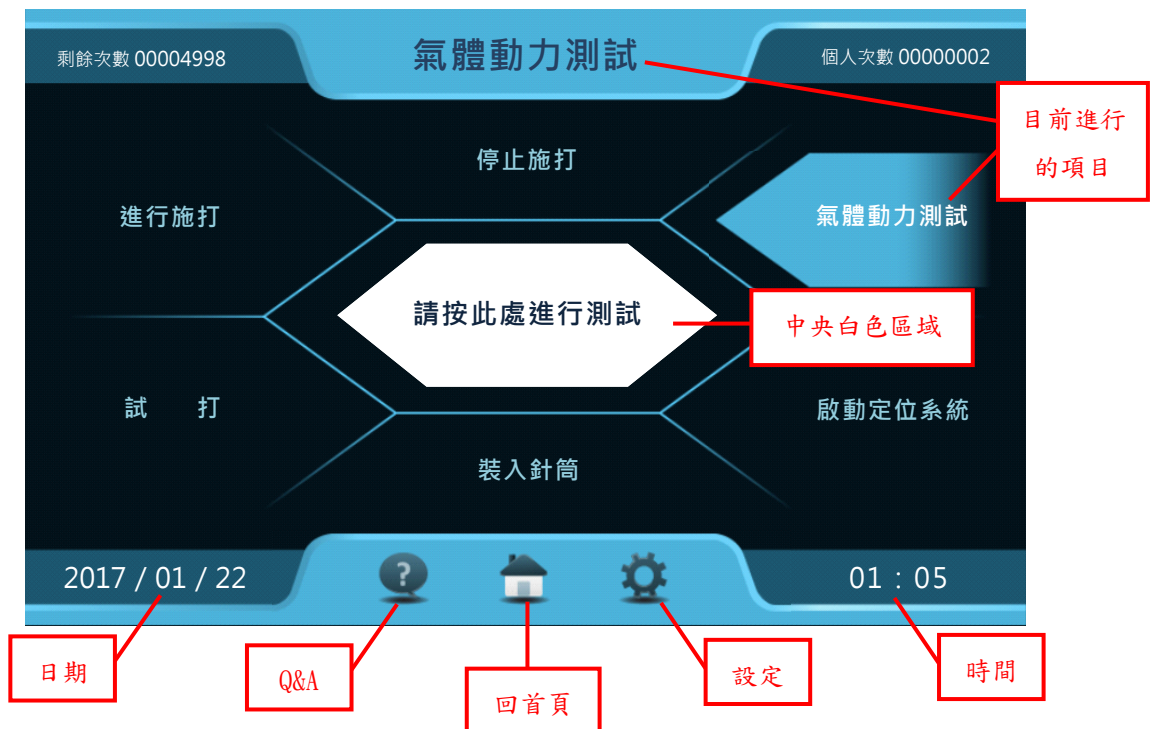 剩餘次數 00004998
氣體動力測試
個人次數 00000002
目前進行
的項目
停止施打
進行施打
氣體動力測試
請按此處進行測試
中央白色區域
試 打
啟動定位系統
裝入針筒
2017 / 01 / 22
?
01 : 05
日期
Q&A
回首頁
設定
時間